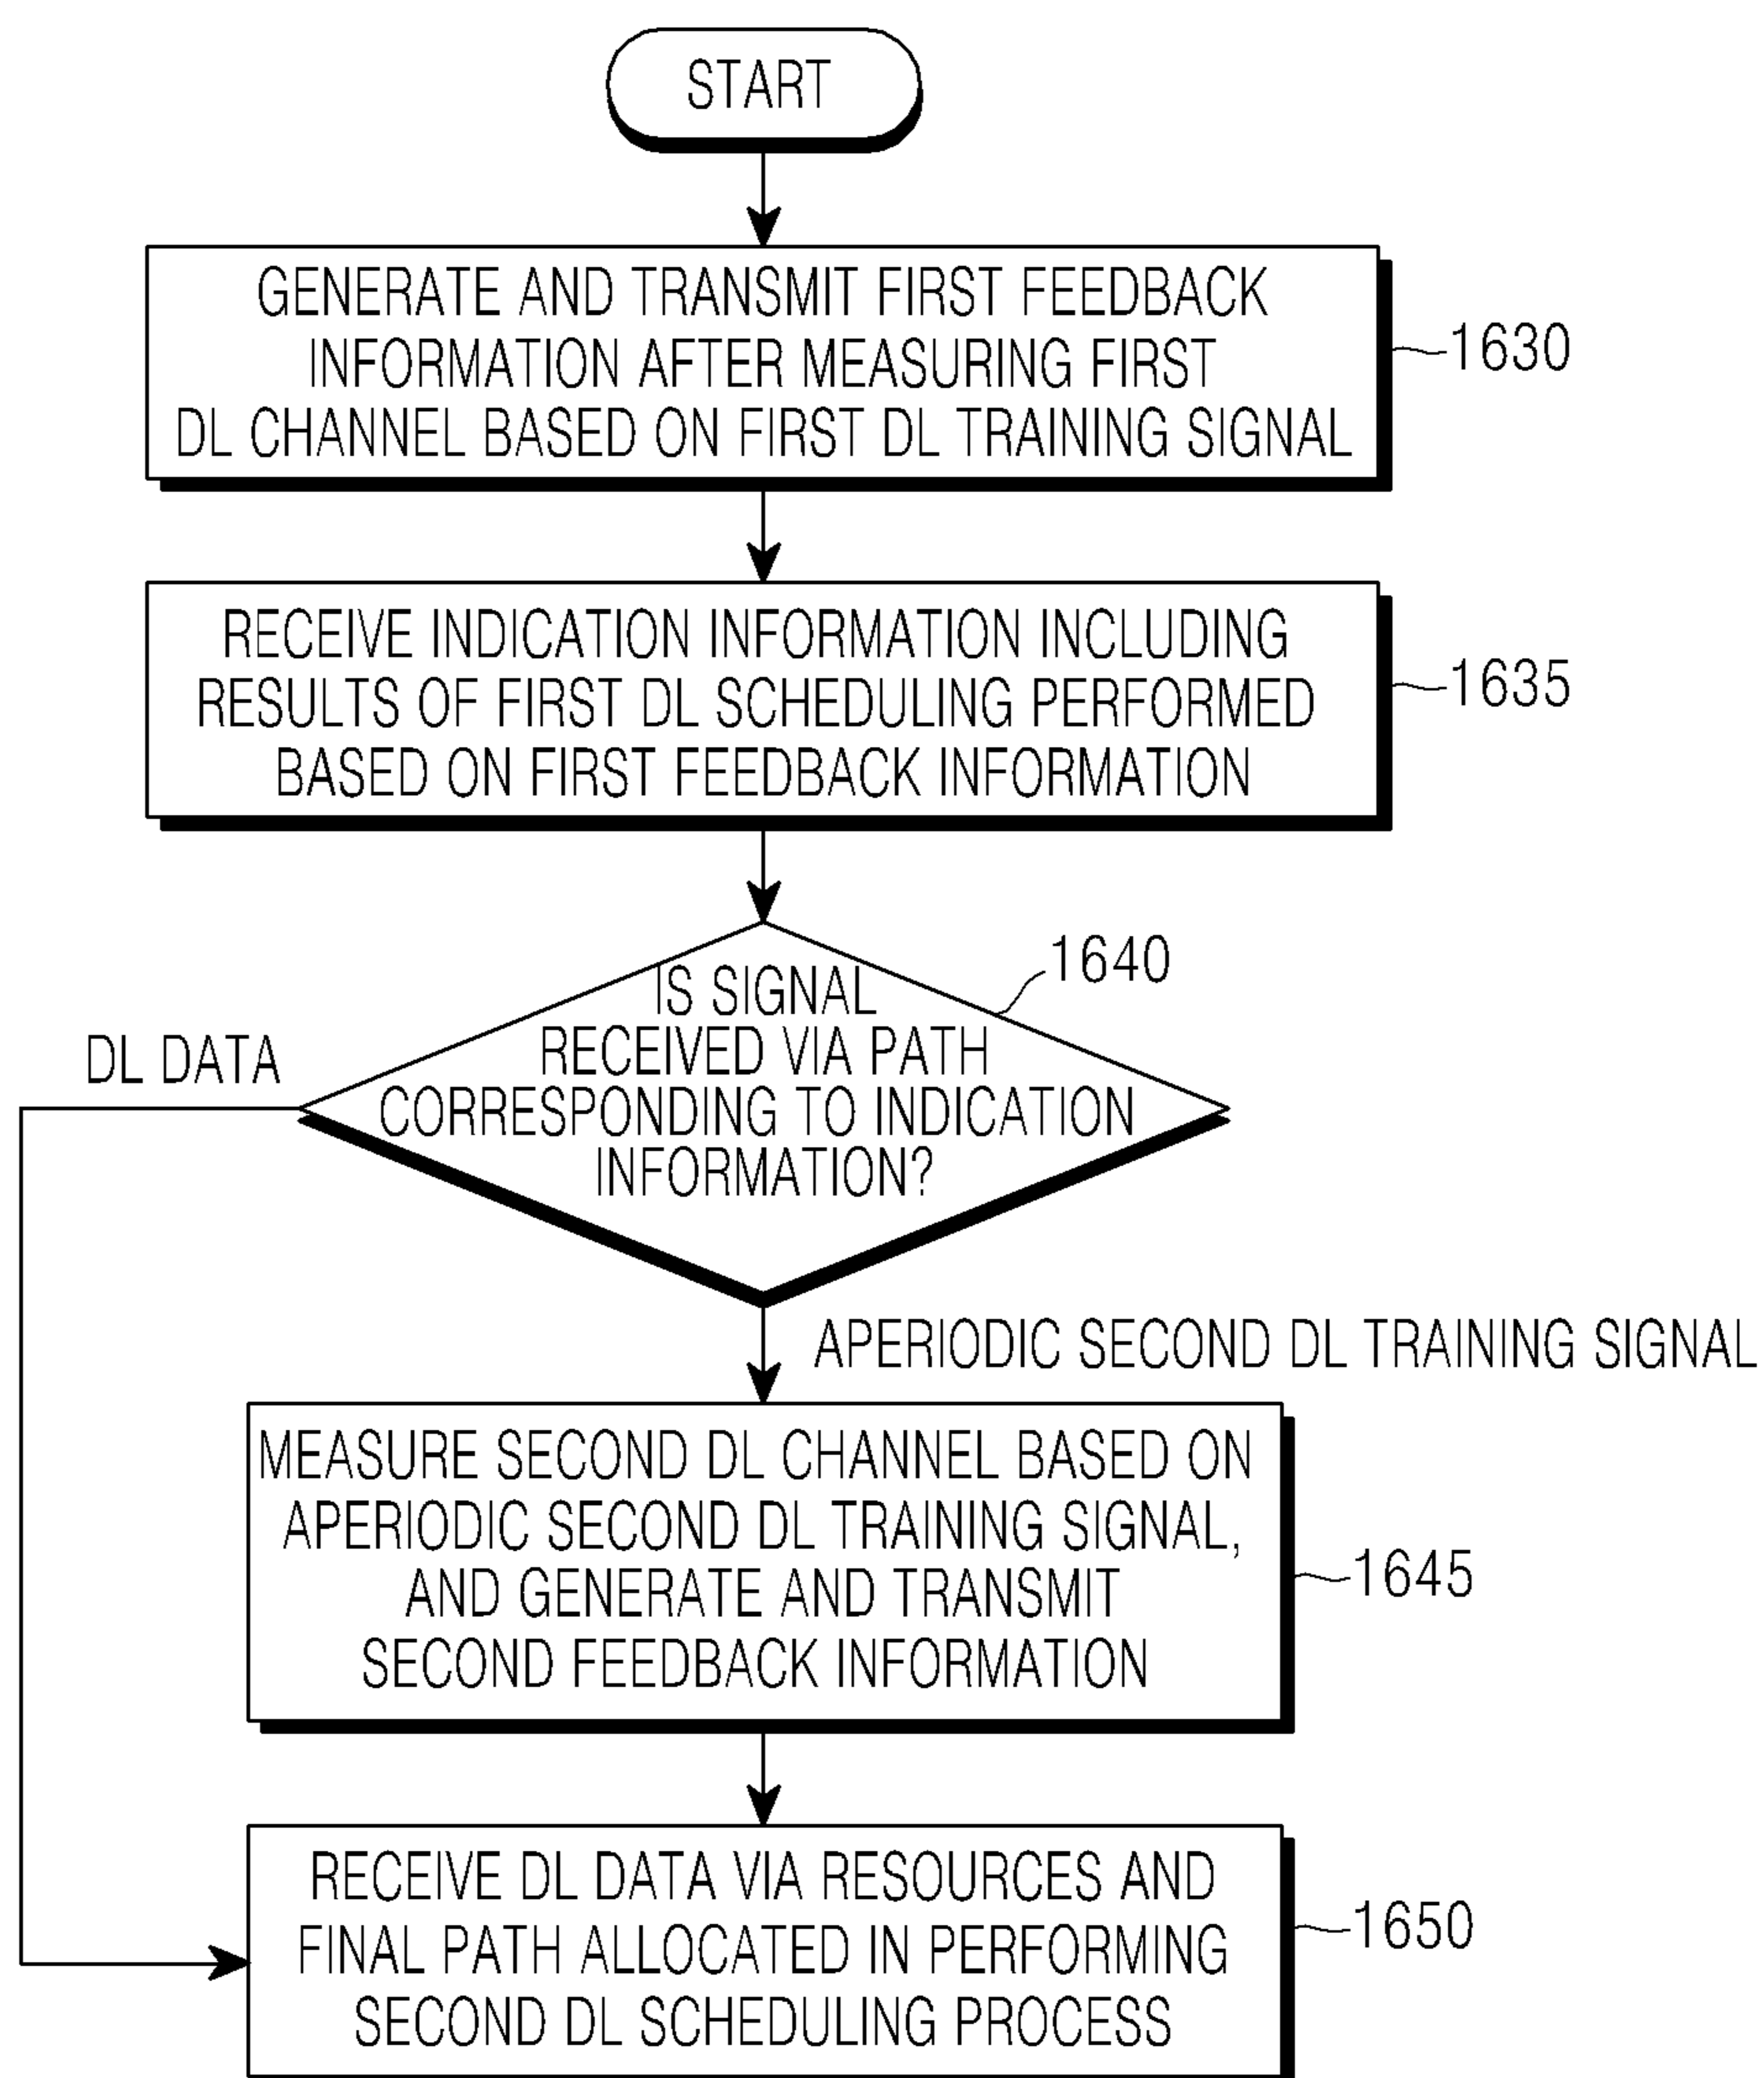 START
GENERATE AND TRANSMIT FIRST FEEDBACK
INFORMATION AFTER MEASURING FIRST
DL CHANNEL BASED ON FIRST DL TRAINING SIGNAL
1630
RECEIVE INDICATION INFORMATION INCLUDING
RESULTS OF FIRST DL SCHEDULING PERFORMED
BASED ON FIRST FEEDBACK INFORMATION
1635
1640
IS SIGNAL
RECEIVED VIA PATH
CORRESPONDING TO INDICATION
INFORMATION?
DL DATA
APERIODIC SECOND DL TRAINING SIGNAL
MEASURE SECOND DL CHANNEL BASED ON
APERIODIC SECOND DL TRAINING SIGNAL,
AND GENERATE AND TRANSMIT
SECOND FEEDBACK INFORMATION
1645
RECEIVE DL DATA VIA RESOURCES AND
FINAL PATH ALLOCATED IN PERFORMING
SECOND DL SCHEDULING PROCESS
1650